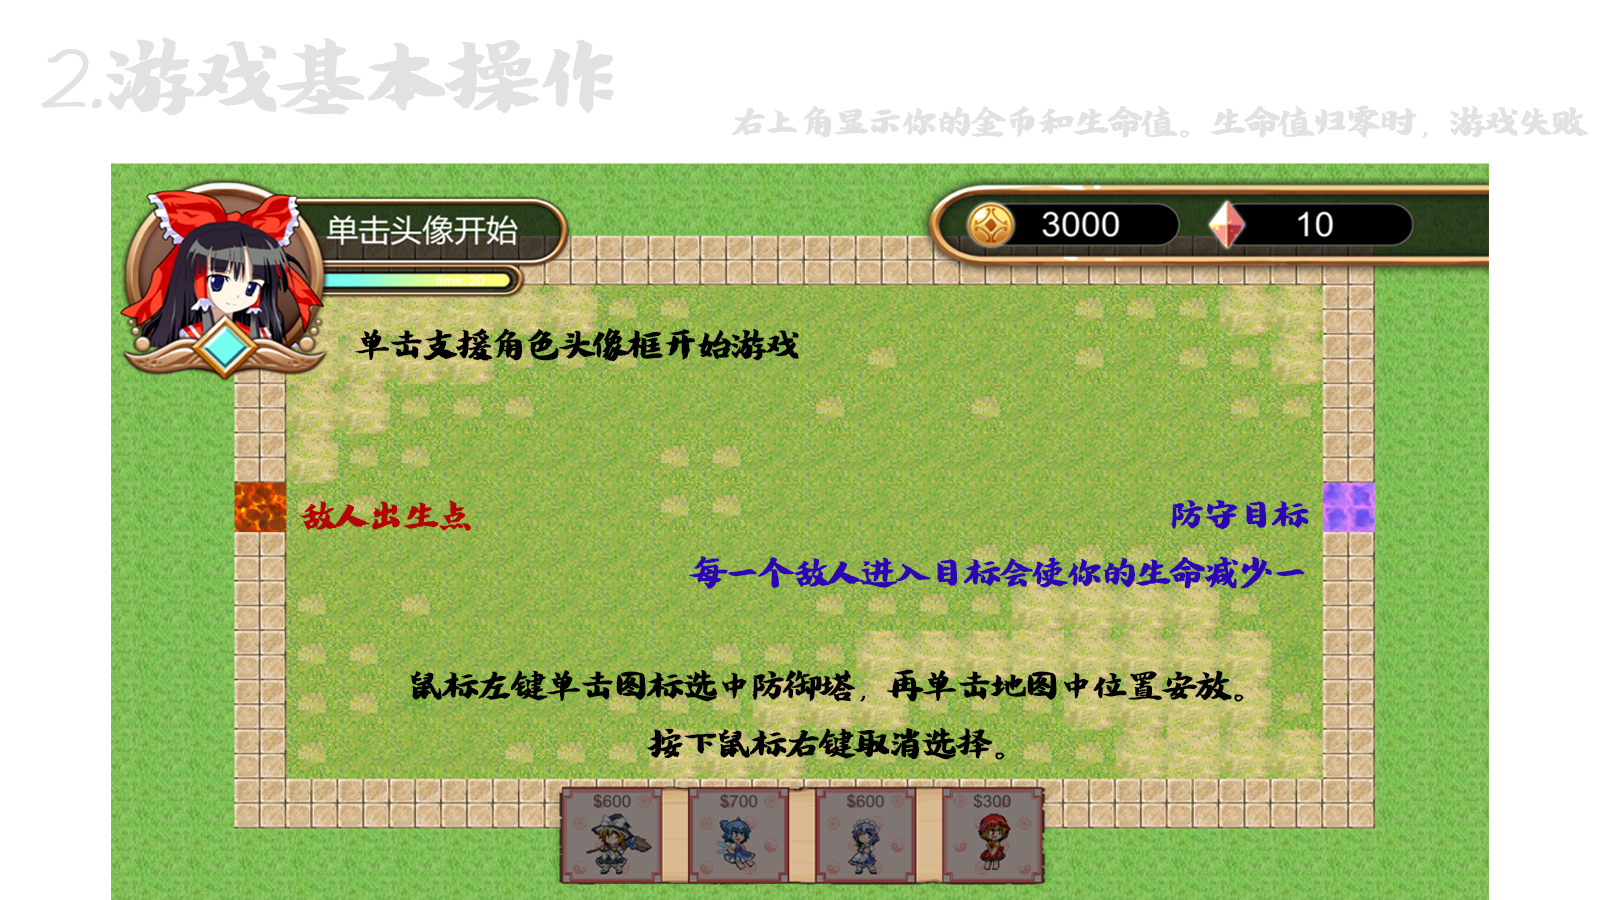 2.游戏基本操作
右上角显示你的金币和生命值。生命值归零时，游戏失败
单击头像开始
3000
10
time 20
单击支援角色头像框开始游戏
敌人出生点
防守目标
每一个敌人进入目标会使你的生命减少一
鼠标左键单击图标选中防御塔，再单击地图中位置安放。
按下鼠标右键取消选择。
$600
$700
$600
$300